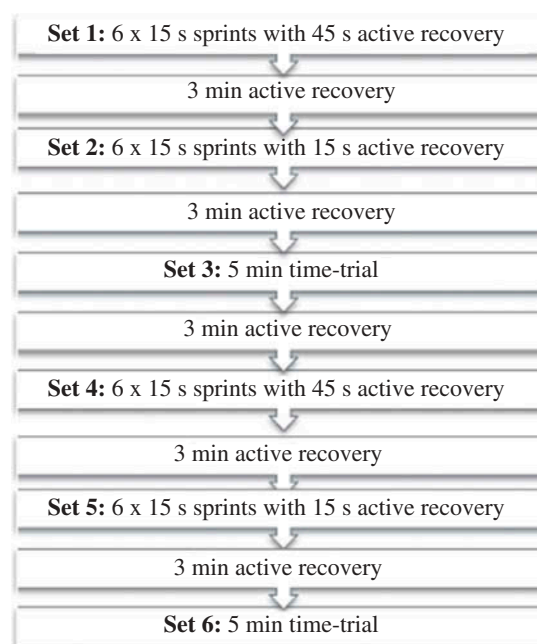 Set 1: 6 x 15 s sprints with 45 s active recovery
3 min active recovery
Set 2: 6 x 15 s sprints with 15 s active recovery
3 min active recovery
Set 3: 5 min time-trial
3 min active recovery
Set 4: 6 x 15 s sprints with 45 s active recovery
3 min active recovery
Set 5: 6 x 15 s sprints with 15 s active recovery
3 min active recovery
Set 6: 5 min time-trial